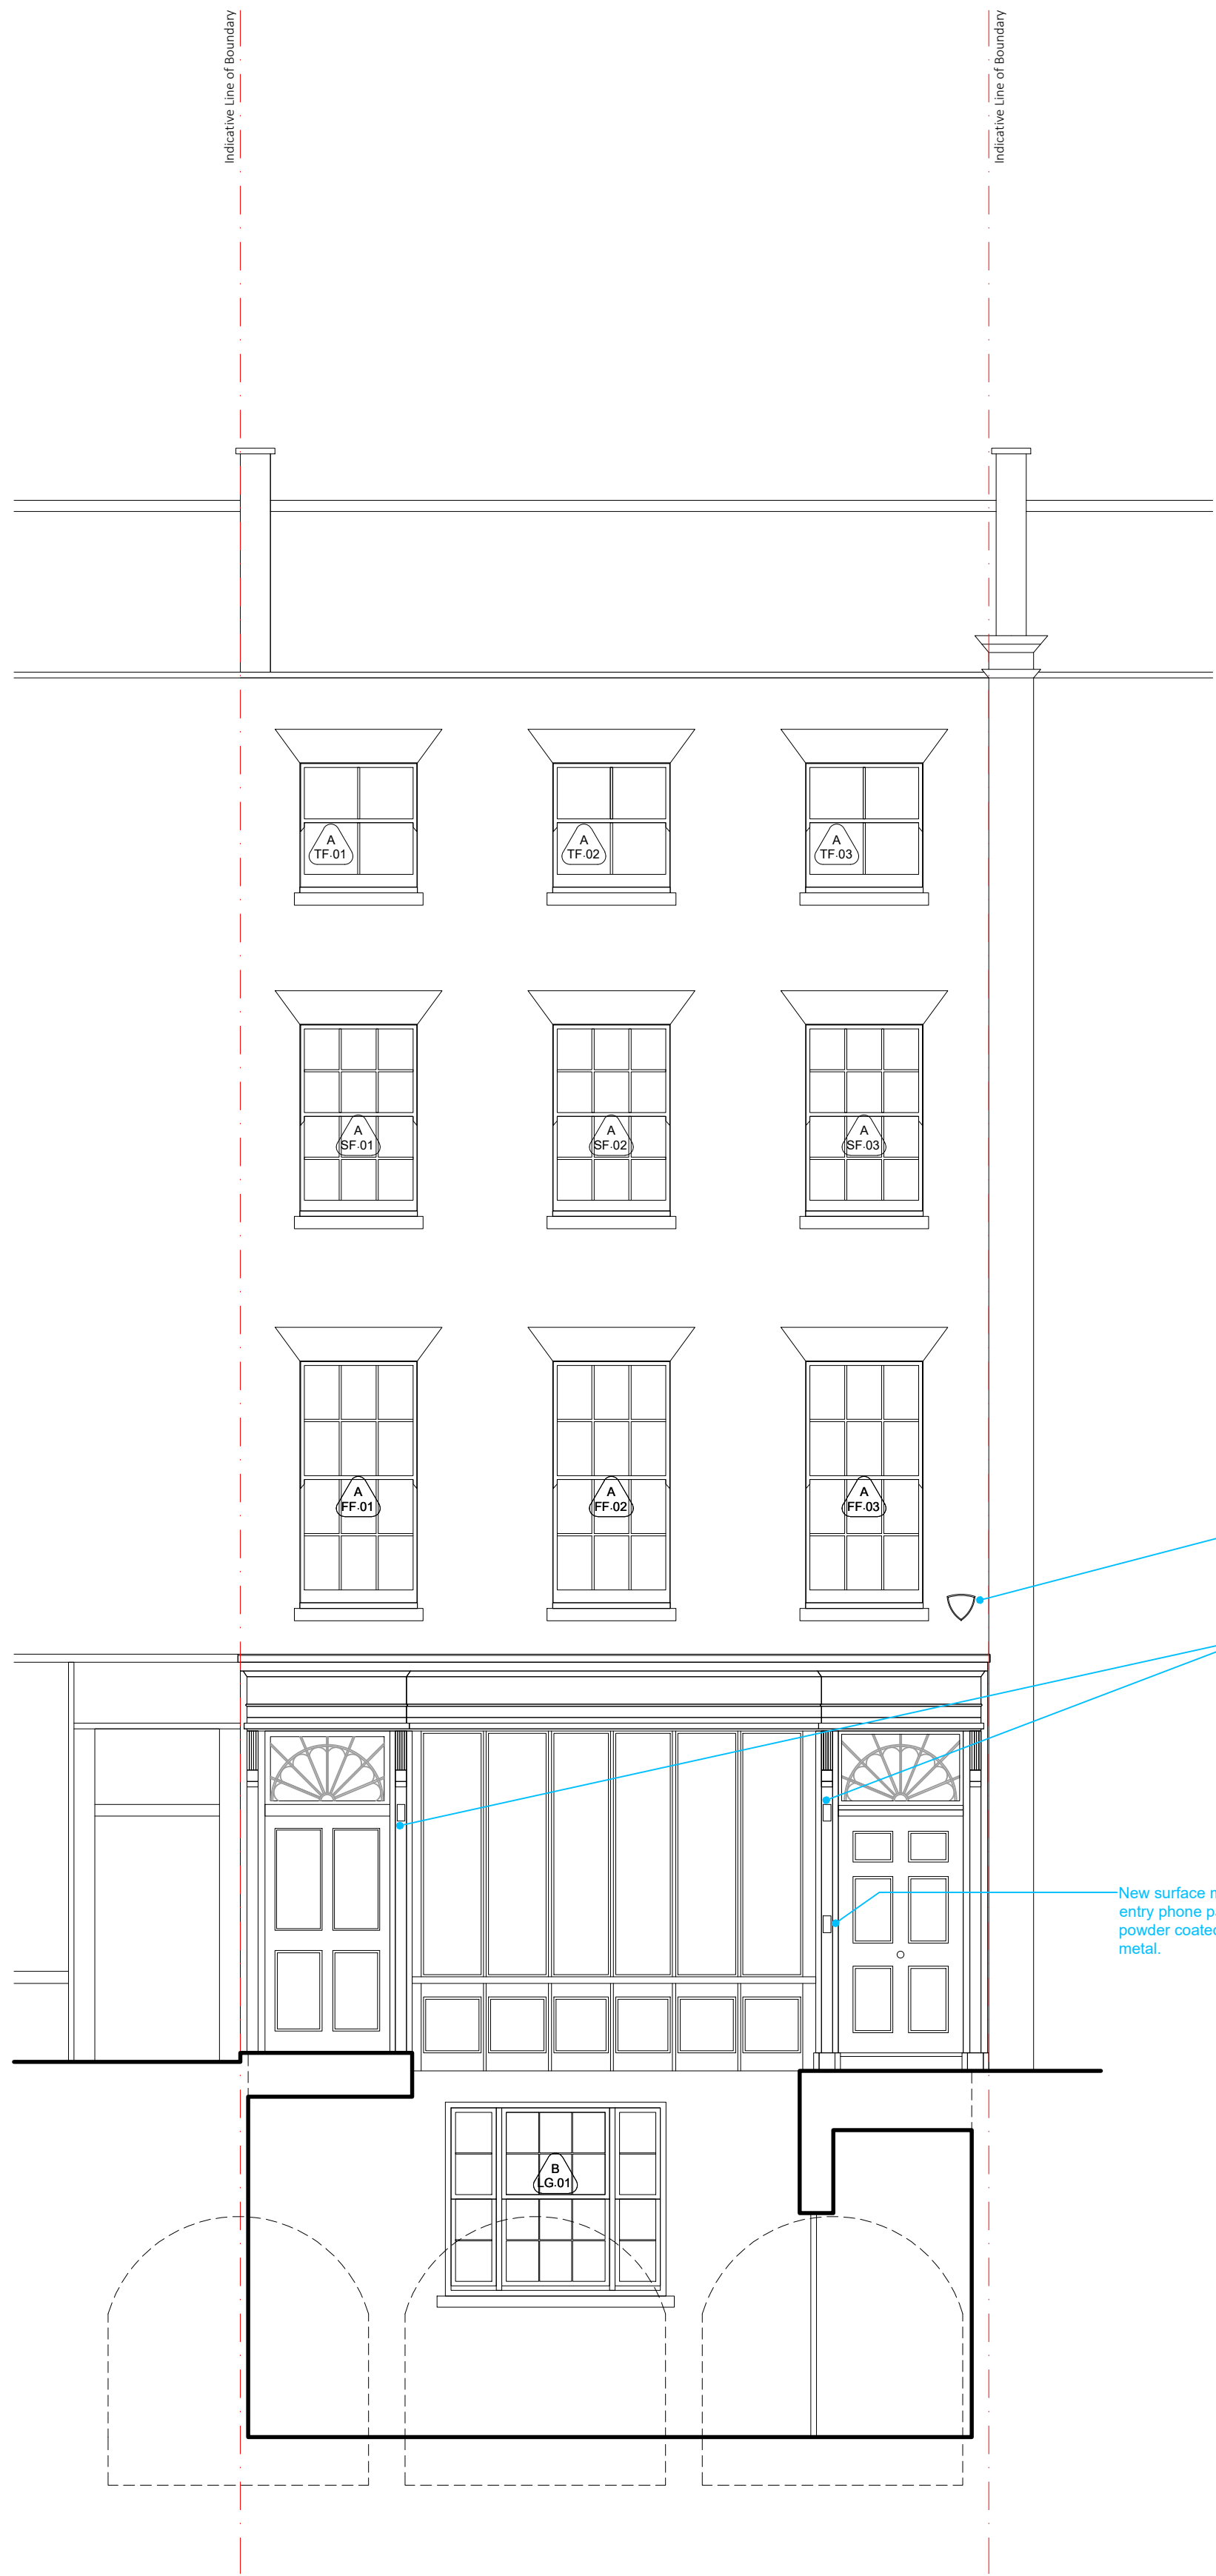 Indicative Line of Boundary
Indicative Line of Boundary
A
TF.01
A
TF.02
A
TF.03
A
SF.01
A
SF.02
A
SF.03
A
FF.01
A
FF.02
A
FF.03
New surface
entry phone
powder coated
metal.
B
LG.01